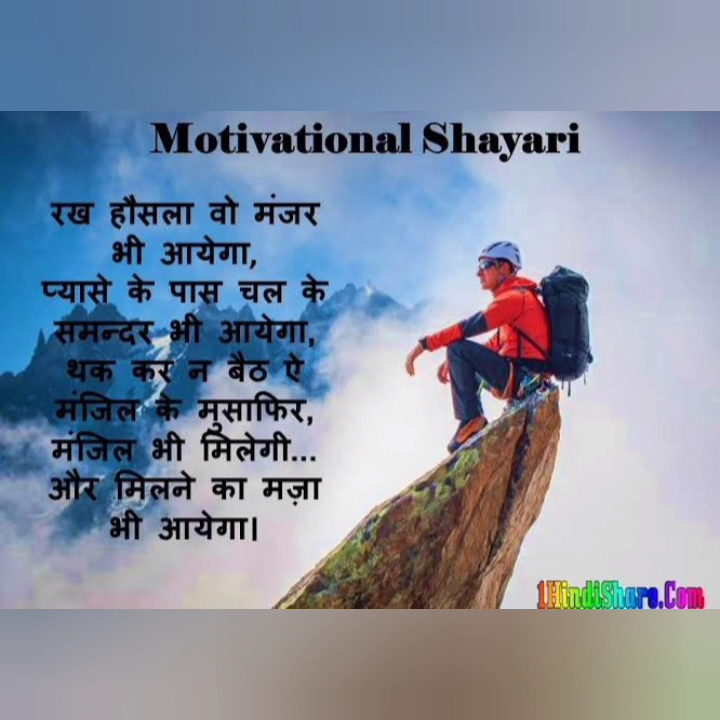 Motivational Shayari
रख हौसला वो मंजर
भी आयेगा,
प्यासे के पास चल के
समन्दर भी आयेगा,
थक कर न बैठ ऐ
मंजिल के मुसाफिर,
मंजिल भी मिलेगी...
और मिलने का मज़ा
भी आयेगा।
1HindiShare.Com